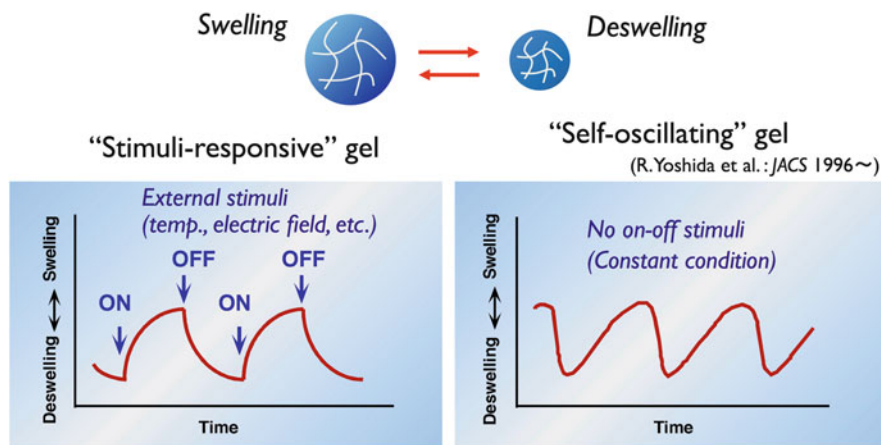 Swelling
Deswelling
“Stimuli-responsive” gel
“Self-oscillating” gel
(R.Yoshida et al. : JACS 1996~)
External stimuli
(temp., electric field, etc.)
ON
OFF
ON
OFF
Deswelling
Swelling
Time
No on-off stimuli
(Constant condition)
Deswelling
Swelling
Time